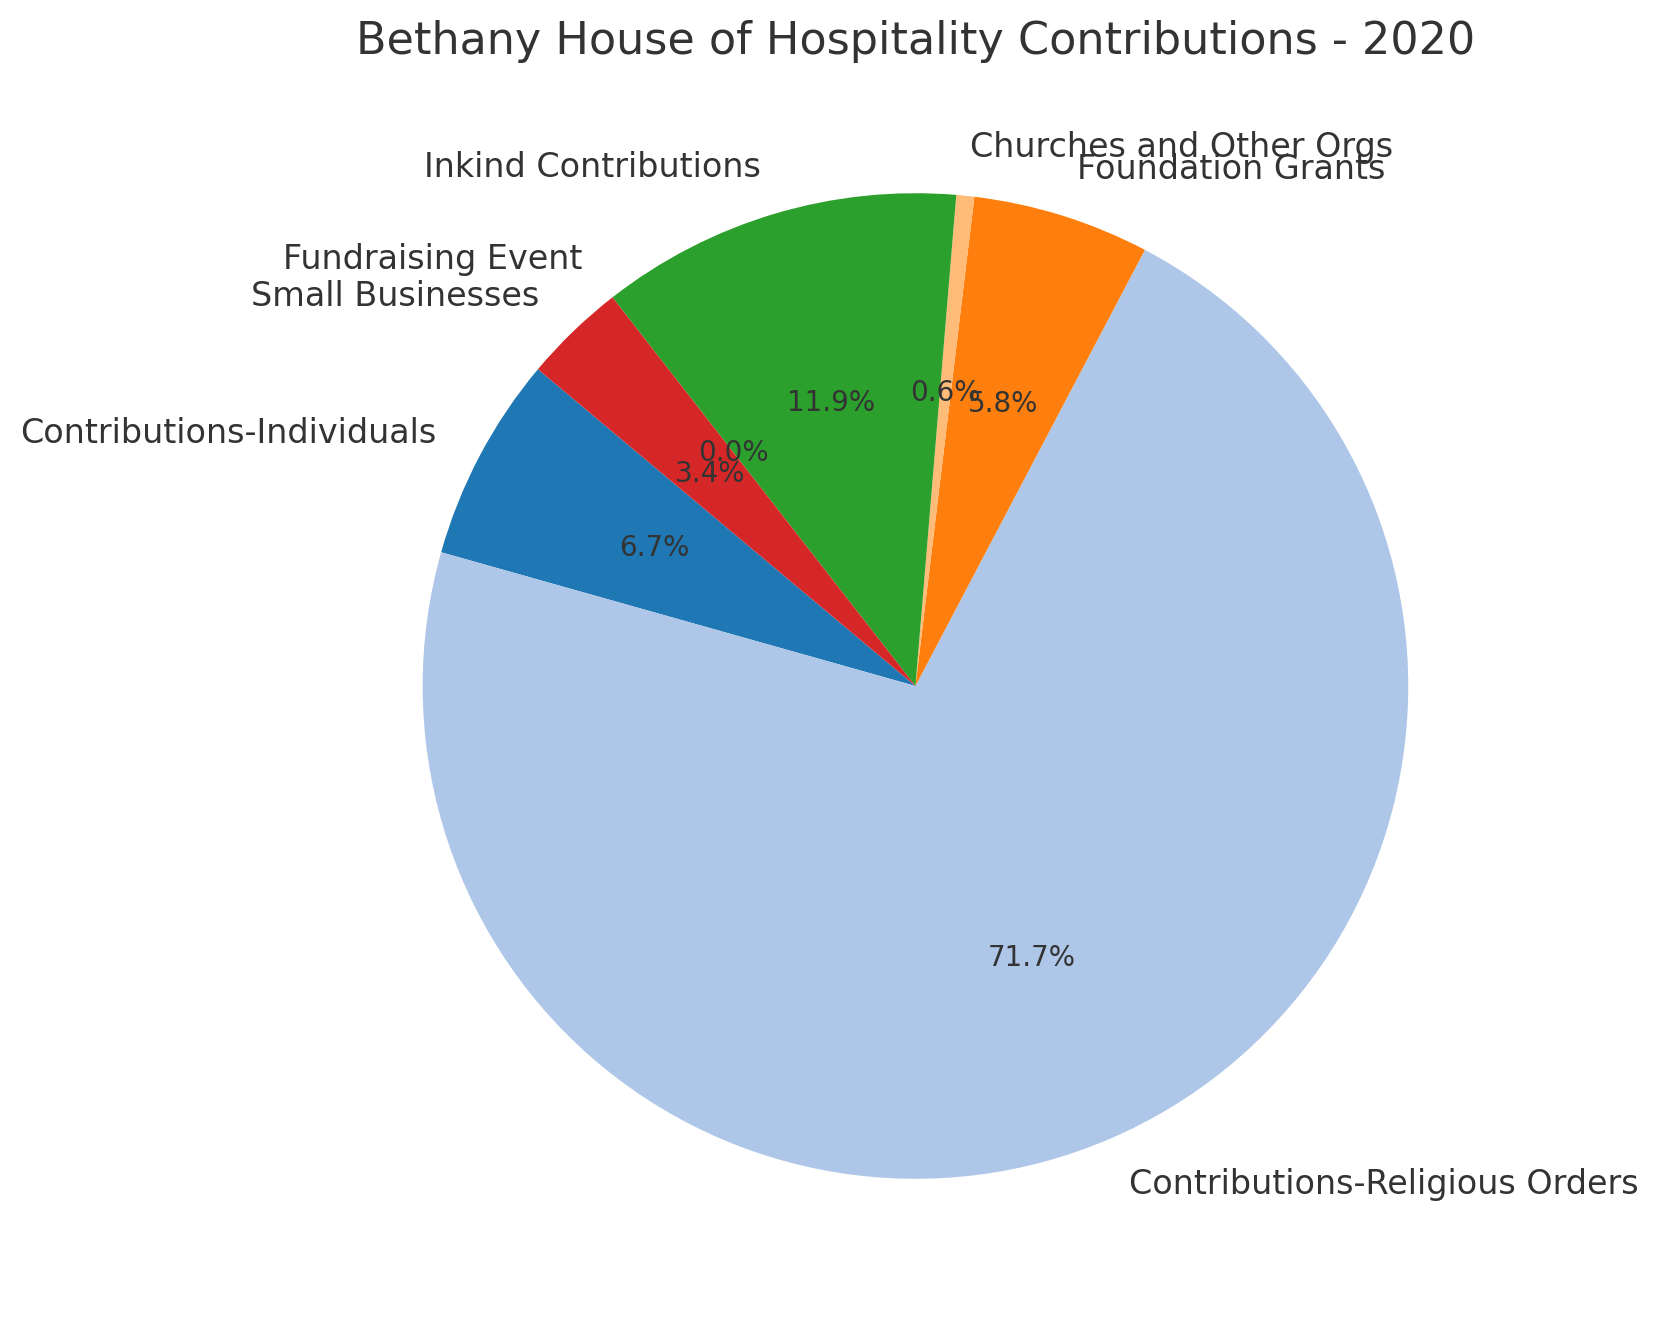 Bethany House of Hospitality Contributions - 2020
Churches and Other Orgs
Foundation Grants
Inkind Contributions
Fundraising Event
Small Businesses
Contributions-Individuals
0.6%
5.8%
11.9%
0.0%
3.4%
6.7%
71.7%
Contributions-Religious Orders